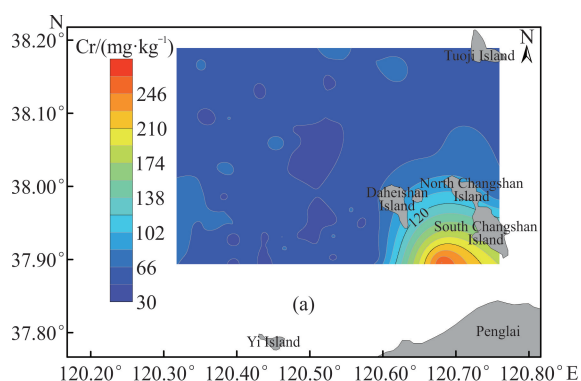 N
38.20°
38.10°
38.00°
37.90°
37.80°
Cr/(mg·kg⁻¹)
246
210
174
138
102
66
30
N
Tuoji Island
Daheishan
Island
North Changshan
Island
120
South Changshan
Island
(a)
Yi Island
Penglai
120.20° 120.30° 120.40° 120.50° 120.60° 120.70° 120.80° E